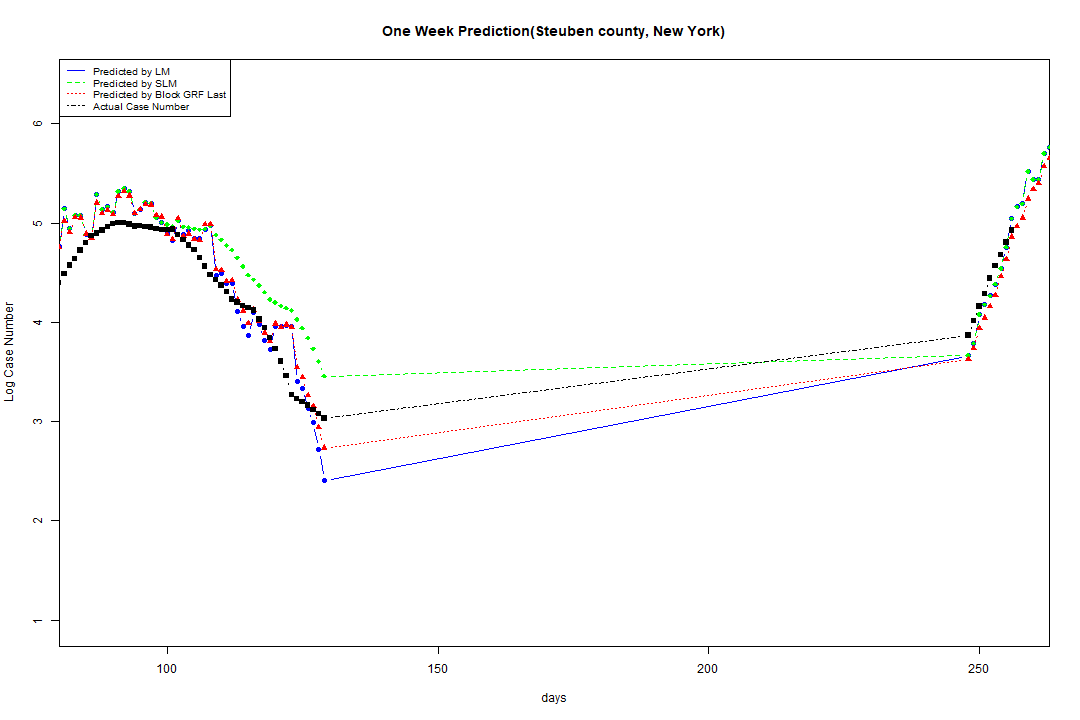 One Week Prediction(Steuben county, New York)
Predicted by LM
Predicted by SLM
Predicted by Block GRF Last
Actual Case Number
6
5
4
3
2
1
Log Case Number
100 150 200 250
days